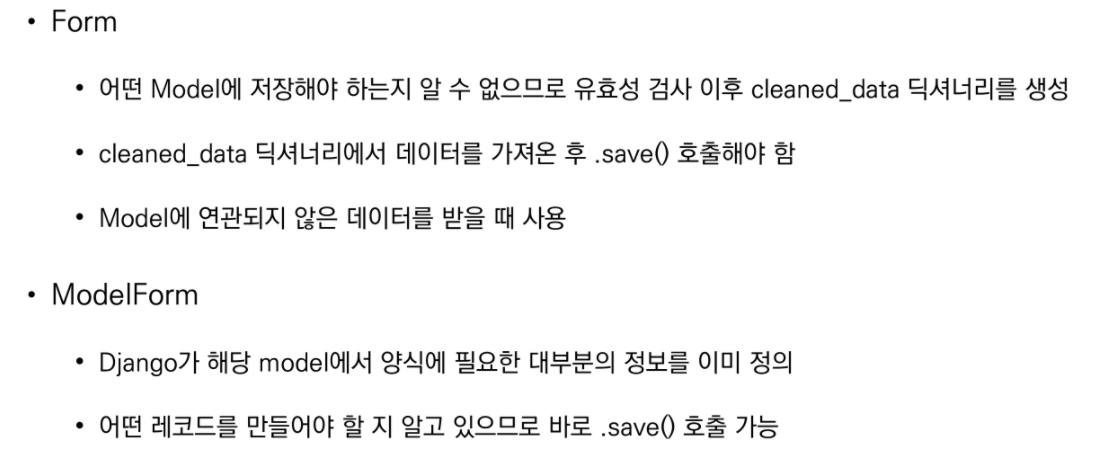 • Form
• 어떤 Model에 저장해야 하는지 알 수 없으므로 유효성 검사 이후 cleaned_data 딕셔너리를 생성
• cleaned_data 딕셔너리에서 데이터를 가져온 후 .save() 호출해야 함
• Model에 연관되지 않은 데이터를 받을 때 사용
• ModelForm
• Django가 해당 model에서 양식에 필요한 대부분의 정보를 이미 정의
• 어떤 레코드를 만들어야 할 지 알고 있으므로 바로 .save() 호출 가능